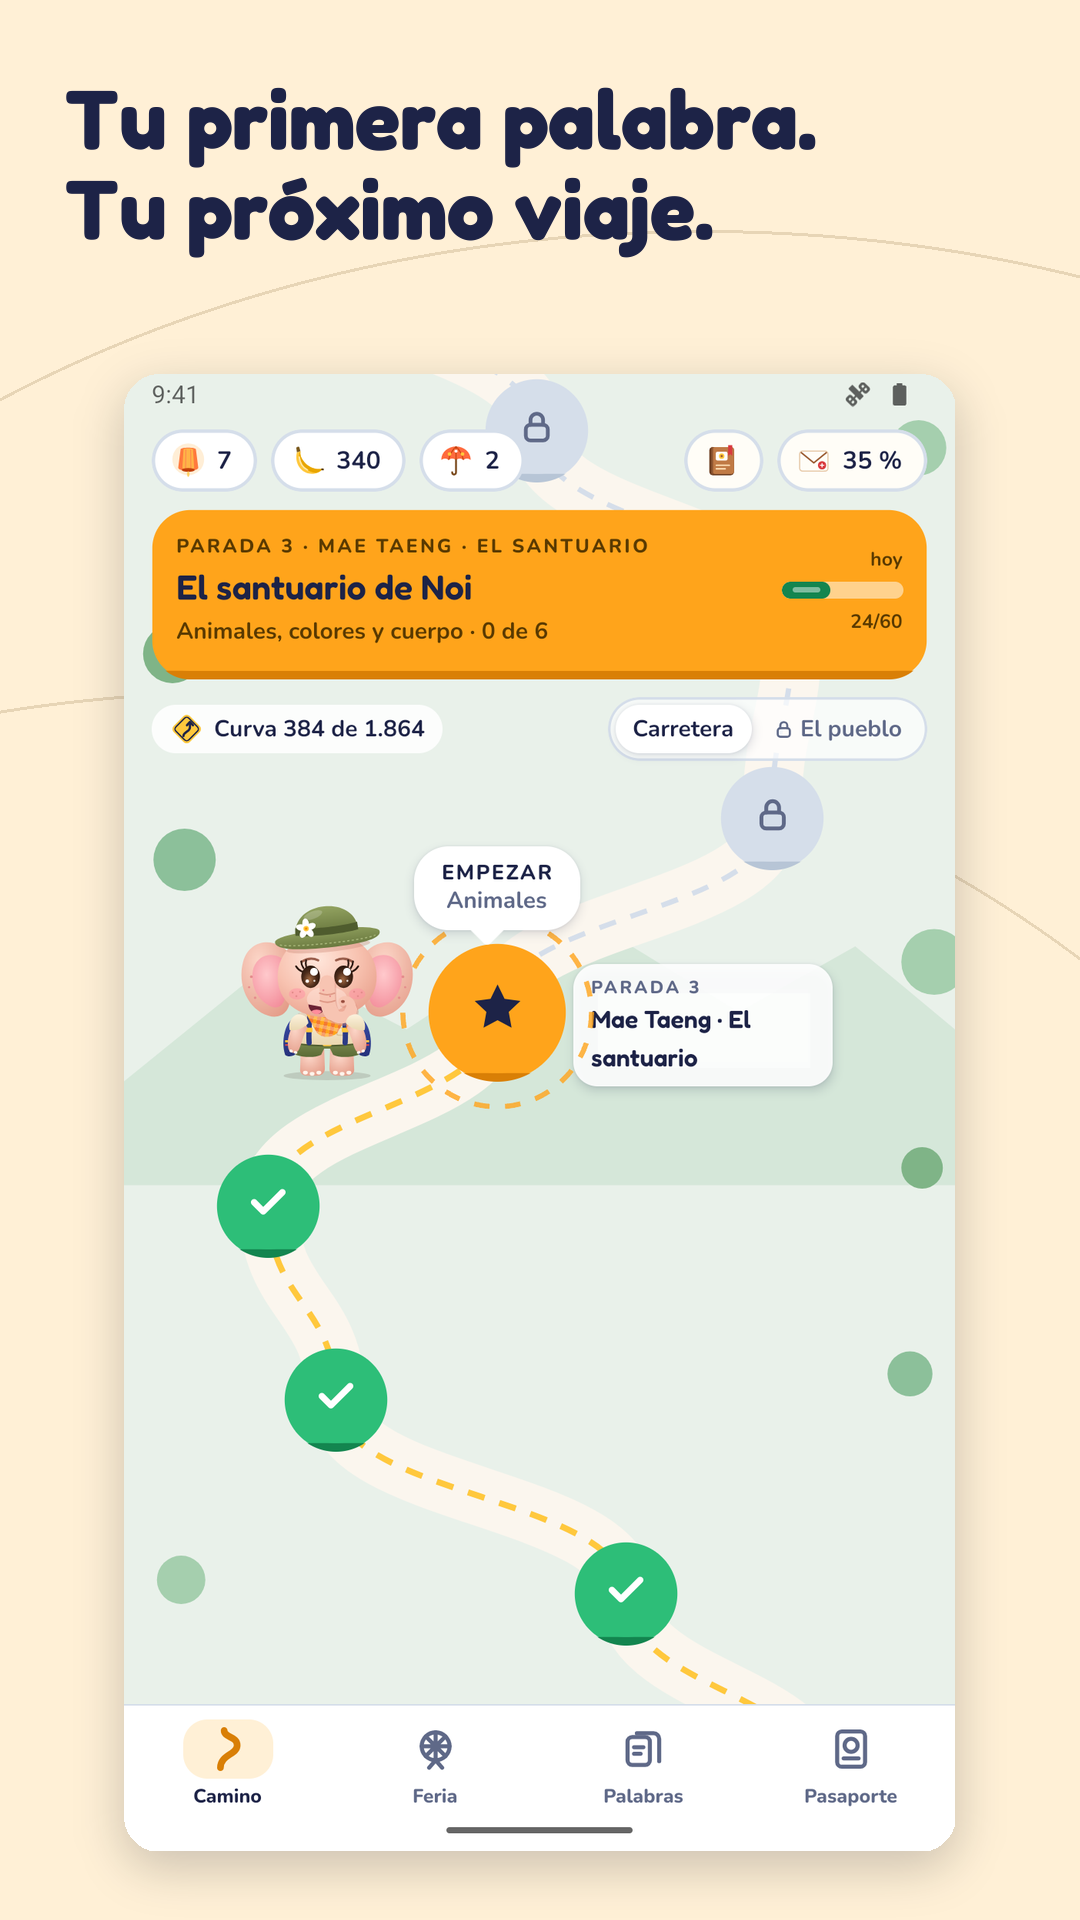 Tu primera palabra.
Tu próximo viaje.
9:41
7
340
2
35 %
PARADA 3 · MAE TAENG · EL SANTUARIO
El santuario de Noi
Animales, colores y cuerpo · 0 de 6
hoy
24/60
Curva 384 de 1.864
Carretera
El pueblo
EMPEZAR
Animales
PARADA 3
Mae Taeng · El
santuario
Camino
Feria
Palabras
Pasaporte